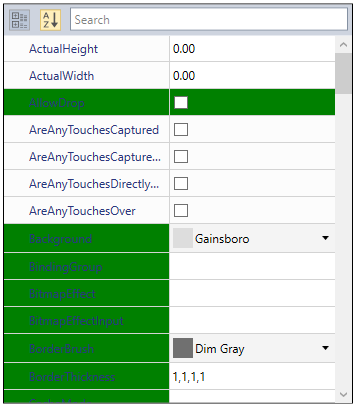 A Z Search
ActualHeight 0.00
ActualWidth 0.00
AllowDrop
AreAnyTouchesCaptured
AreAnyTouchesCapture...
AreAnyTouchesDirectly...
AreAnyTouchesOver
Background Gainsboro
BindingGroup
BitmapEffect
BitmapEffectInput
BorderBrush Dim Gray
BorderThickness 1,1,1,1